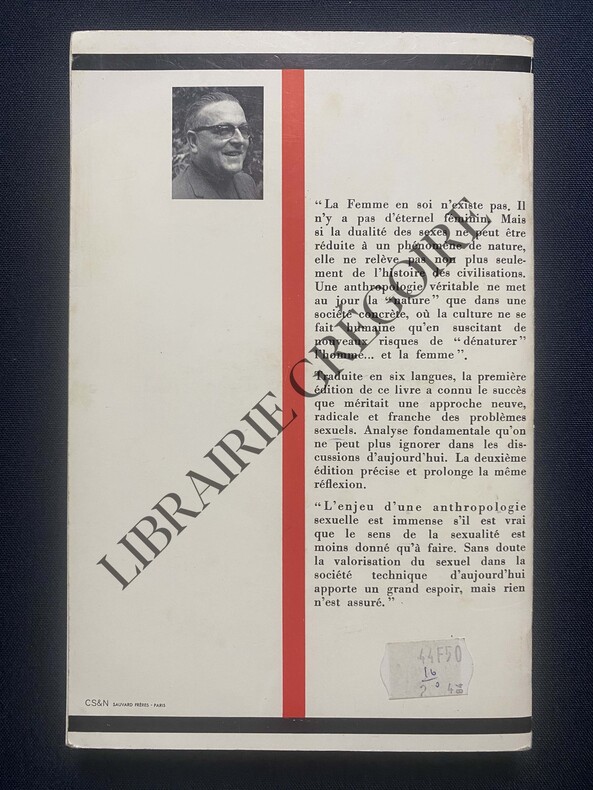 “La Femme en soi n'existe pas. Il
n'y a pas d'éternel féminin. Mais
si la dualité des sexes ne peut être
réduite à un phénomène de nature,
elle ne relève pas non plus seule-
ment de l'histoire des civilisations.
Une anthropologie véritable ne met
au jour la “nature” que dans une
société concrète, où la culture ne se
fait humaine qu'en suscitant de
nouveaux risques de “dénaturer”
l'homme... et la femme”.
Traduite en six langues, la première
édition de ce livre a connu le succès
que méritait une approche neuve,
radicale et franche des problèmes
sexuels. Analyse fondamentale qu'on
ne peut plus ignorer dans les dis-
cussions d'aujourd'hui. La deuxième
édition précise et prolonge la même
réflexion.
“L'enjeu d'une anthropologie
sexuelle est immense s'il est vrai
que le sens de la sexualité est
moins donné qu'à faire. Sans doute
la valorisation du sexuel dans la
société technique d'aujourd'hui
apporte un grand espoir, mais rien
n'est assuré.”
LIBRAIRIE GREGOIRE
44F50
16
CS&N SAUVARD FRÈRES - PARIS